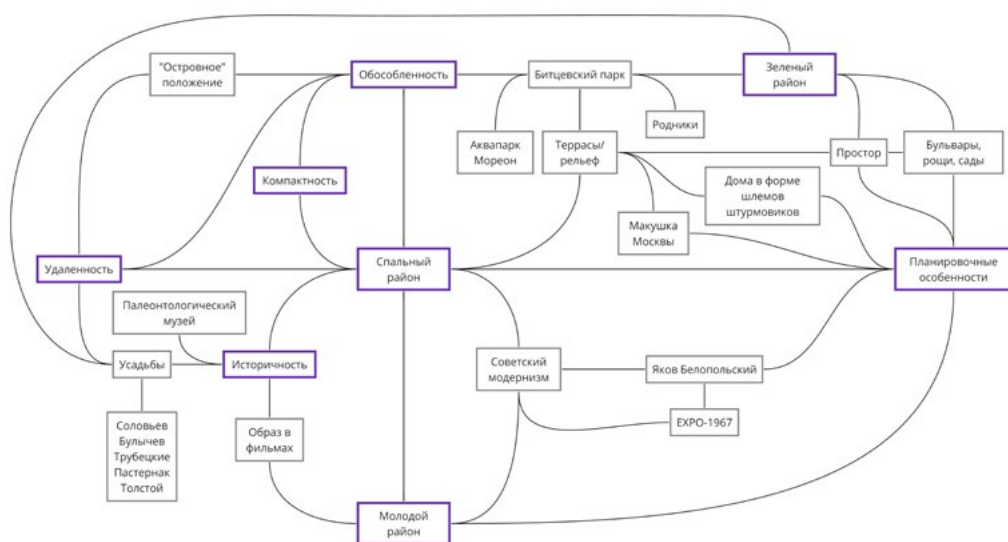 "Островное"
положение
Обособленность
Битцевский парк
Зеленый
район
Родники
Аквапарк
Мореон
Террасы/
рельеф
Простор
Бульвары,
рощи, сады
Компактность
Дома в форме
шлемов
штурмовиков
Макушка
Москвы
Удаленность
Спальный
район
Планировочные
особенности
Палеонтологический
музей
Усадьбы
Историчность
Советский
модернизм
Яков Белопольский
Соловьев
Булычев
Трубецкие
Пастернак
Толстой
Образ в
фильмах
EXPO-1967
Молодой
район